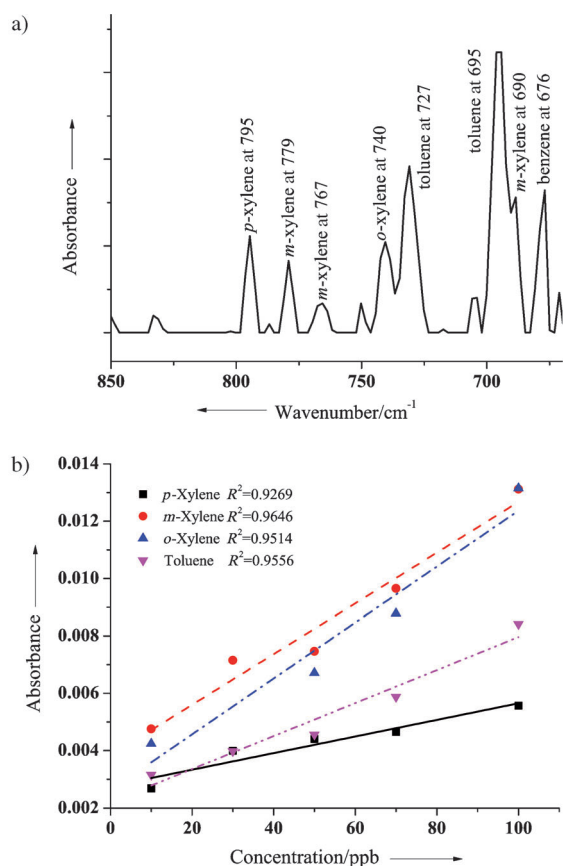 a)
Absorbance
p-xylene at 795
m-xylene at 779
m-xylene at 767
o-xylene at 740
toluene at 727
toluene at 695
m-xylene at 690
benzene at 676
850 800 750 700
Wavenumber/cm⁻¹
b)
Absorbance
0.014
0.012
0.010
0.008
0.006
0.004
0.002
p-Xylene R²=0.9269
m-Xylene R²=0.9646
o-Xylene R²=0.9514
Toluene R²=0.9556
0 20 40 60 80 100
Concentration/ppb